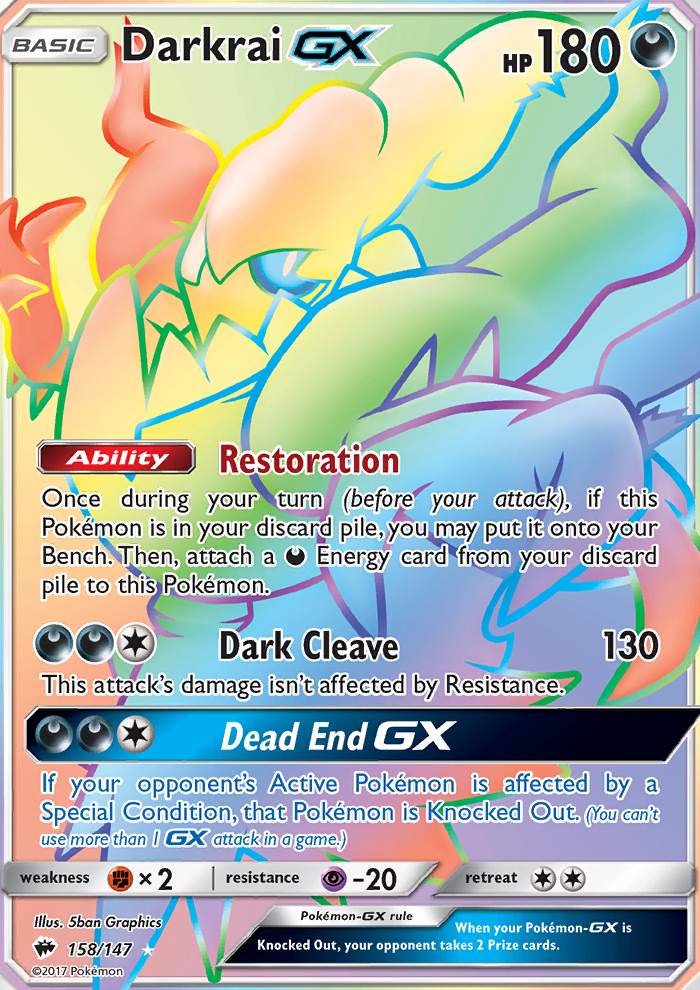 BASIC Darkrai GX HP 180
Ability Restoration
Once during your turn (before your attack), if this
Pokémon is in your discard pile, you may put it onto your
Bench. Then, attach a Energy card from your discard
pile to this Pokémon.
Dark Cleave 130
This attack's damage isn't affected by Resistance.
Dead End GX
If your opponent's Active Pokémon is affected by a
Special Condition, that Pokémon is Knocked Out. (You can't
use more than 1 GX attack in a game.)
weakness ×2 resistance -20 retreat
Illus. 5ban Graphics
158/147
©2017 Pokémon
Pokémon-GX rule
When your Pokémon-GX is
Knocked Out, your opponent takes 2 Prize cards.